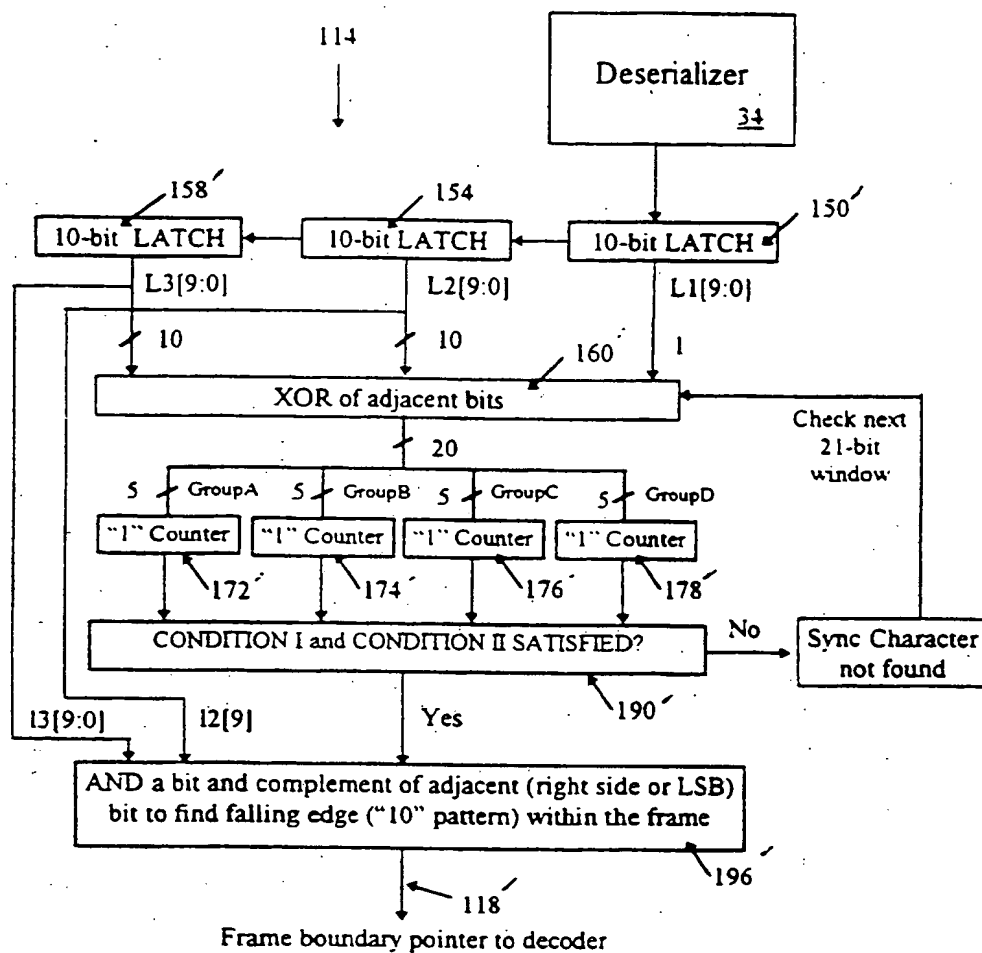 114
Deserializer
34
158′
154
150′
10-bit LATCH
10-bit LATCH
10-bit LATCH
L3[9:0]
L2[9:0]
L1[9:0]
10
10
160′
1
XOR of adjacent bits
Check next
21-bit
window
20
5 GroupA
5 GroupB
5 GroupC
5 GroupD
"1" Counter
"1" Counter
"1" Counter
"1" Counter
172′
174′
176′
178′
CONDITION I and CONDITION II SATISFIED?
No
Sync Character
not found
190′
l3[9:0]
l2[9]
Yes
AND a bit and complement of adjacent (right side or LSB)
bit to find falling edge ("10" pattern) within the frame
196′
118′
Frame boundary pointer to decoder